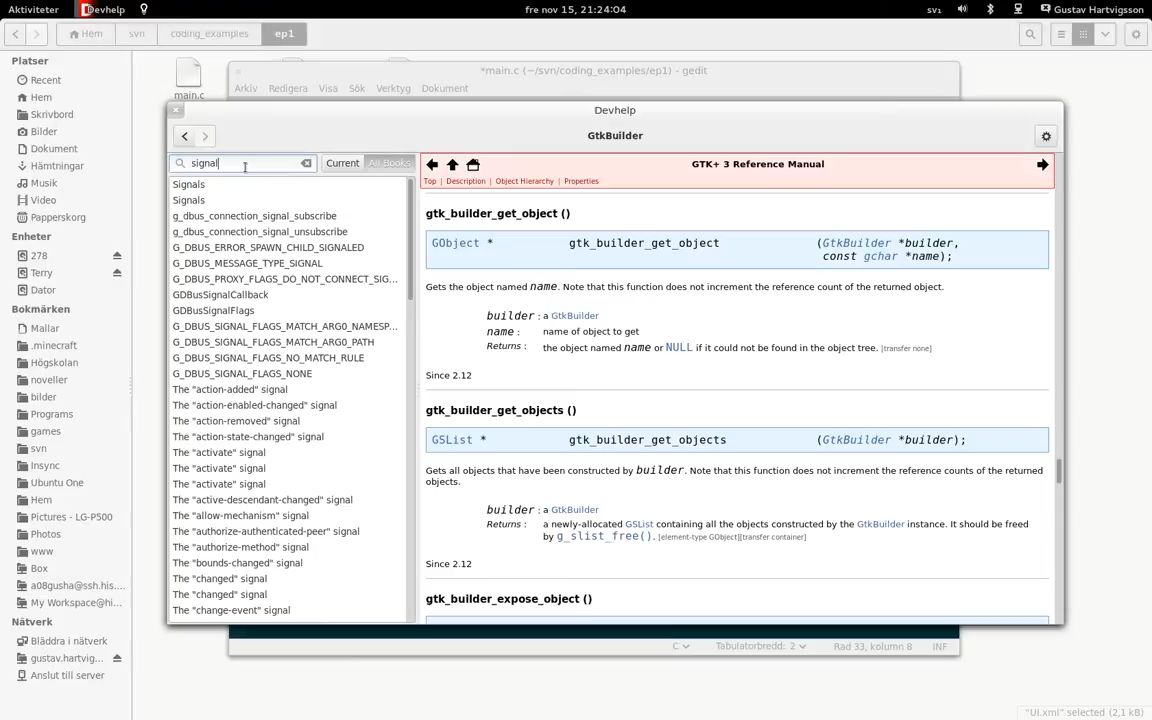 Aktiviteter
Devhelp
fre nov 15, 21:24:04
sv₁
Gustav Hartvigsson
Hem
svn
coding_examples
ep1
Platser
Recent
Hem
Skrivbord
Bilder
Dokument
Hämtningar
Musik
Video
Papperskorg
Enheter
278
Terry
Dator
Bokmärken
Mallar
.minecraft
Högskolan
noveller
bilder
Programs
games
svn
Insync
Ubuntu One
Hem
Pictures - LG-P500
Photos
www
Box
a08gusha@ssh.his....
My Workspace@hi...
Nätverk
Bläddra i nätverk
gustav.hartvig...
Anslut till server
main.c
*main.c (~/svn/coding_examples/ep1) - gedit
Arkiv Redigera Visa Sök Verktyg Dokument
Devhelp
GtkBuilder
signal
Current
All Books
Signals
Signals
g_dbus_connection_signal_subscribe
g_dbus_connection_signal_unsubscribe
G_DBUS_ERROR_SPAWN_CHILD_SIGNALED
G_DBUS_MESSAGE_TYPE_SIGNAL
G_DBUS_PROXY_FLAGS_DO_NOT_CONNECT_SIG...
GDBusSignalCallback
GDBusSignalFlags
G_DBUS_SIGNAL_FLAGS_MATCH_ARG0_NAMESP...
G_DBUS_SIGNAL_FLAGS_MATCH_ARG0_PATH
G_DBUS_SIGNAL_FLAGS_NO_MATCH_RULE
G_DBUS_SIGNAL_FLAGS_NONE
The "action-added" signal
The "action-enabled-changed" signal
The "action-removed" signal
The "action-state-changed" signal
The "activate" signal
The "activate" signal
The "activate" signal
The "active-descendant-changed" signal
The "allow-mechanism" signal
The "authorize-authenticated-peer" signal
The "authorize-method" signal
The "bounds-changed" signal
The "changed" signal
The "changed" signal
The "change-event" signal
GTK+ 3 Reference Manual
Top | Description | Object Hierarchy | Properties
gtk_builder_get_object ()
GObject * gtk_builder_get_object (GtkBuilder *builder,
const gchar *name);
Gets the object named name. Note that this function does not increment the reference count of the returned object.
builder : a GtkBuilder
name : name of object to get
Returns : the object named name or NULL if it could not be found in the object tree. [transfer none]
Since 2.12
gtk_builder_get_objects ()
GSList * gtk_builder_get_objects (GtkBuilder *builder);
Gets all objects that have been constructed by builder. Note that this function does not increment the reference counts of the returned
objects.
builder : a GtkBuilder
Returns : a newly-allocated GSList containing all the objects constructed by the GtkBuilder instance. It should be freed
by g_slist_free(). [element-type GObject][transfer container]
Since 2.12
gtk_builder_expose_object ()
C
Tabulatorbredd: 2
Rad 33, kolumn 8
INF
"UI.xml" selected (2,1 kB)